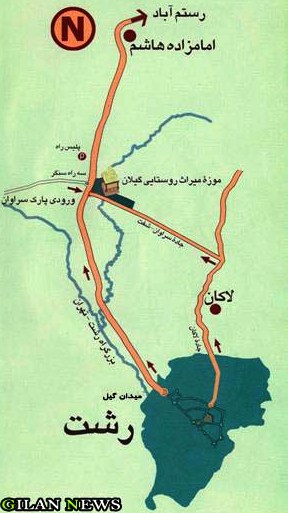 رستم آباد
N
امامزاده هاشم
پلیس راه
P
سه راه سنگر
موزهٔ میراث روستایی گیلان
ورودی پارک سراوان
جادهٔ سراوان-شفت
لاکان
جادهٔ لاکان
بزرگراه رشت - تهران
میدان گیل
رشت
GILAN NEWS